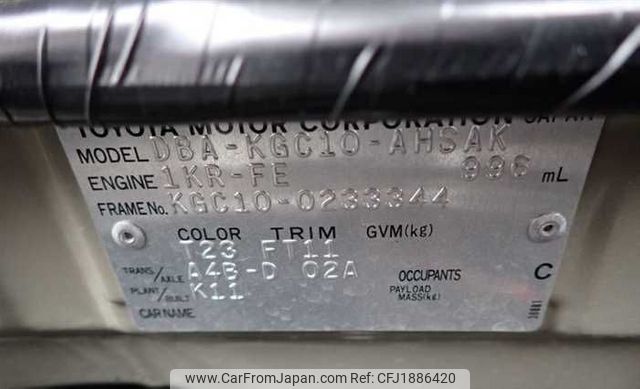 TOYOTA MOTOR CORPORATION JAPAN
MODEL DBA-KGC10-AHSAK
ENGINE 1KR-FE 996 mL
FRAME No. KGC10-0233344
COLOR TRIM GVM(kg)
T23 FT11
TRANS/AXLE A4B-D 02A OCCUPANTS C
PLANT/BUILT K11 PAYLOAD MASS(kg)
CAR NAME
www.CarFromJapan.com Car No. CFJ1886420